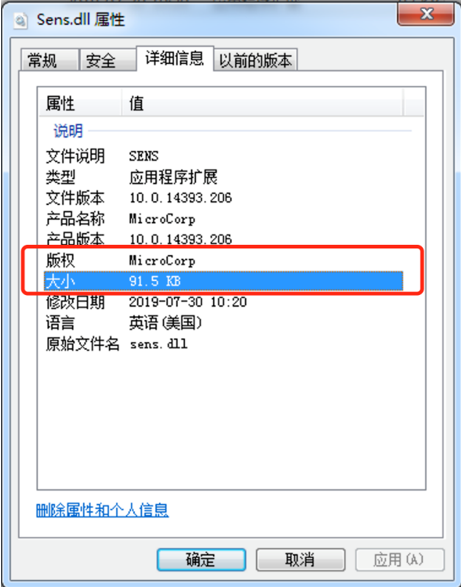 Sens.dll 属性
常规 安全 详细信息 以前的版本
属性 值
说明
文件说明 SENS
类型 应用程序扩展
文件版本 10.0.14393.206
产品名称 MicroCorp
产品版本 10.0.14393.206
版权 MicroCorp
大小 91.5 KB
修改日期 2019-07-30 10:20
语言 英语(美国)
原始文件名 sens.dll
删除属性和个人信息
确定 取消 应用(A)